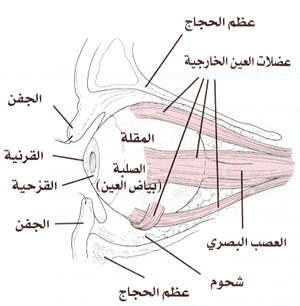 عظم الحجاج
عضلات العين الخارجية
الجفن
المقلة
القرنية
الصلبة
(بياض العين)
القزحية
الجفن
العصب البصري
شحوم
عظم الحجاج